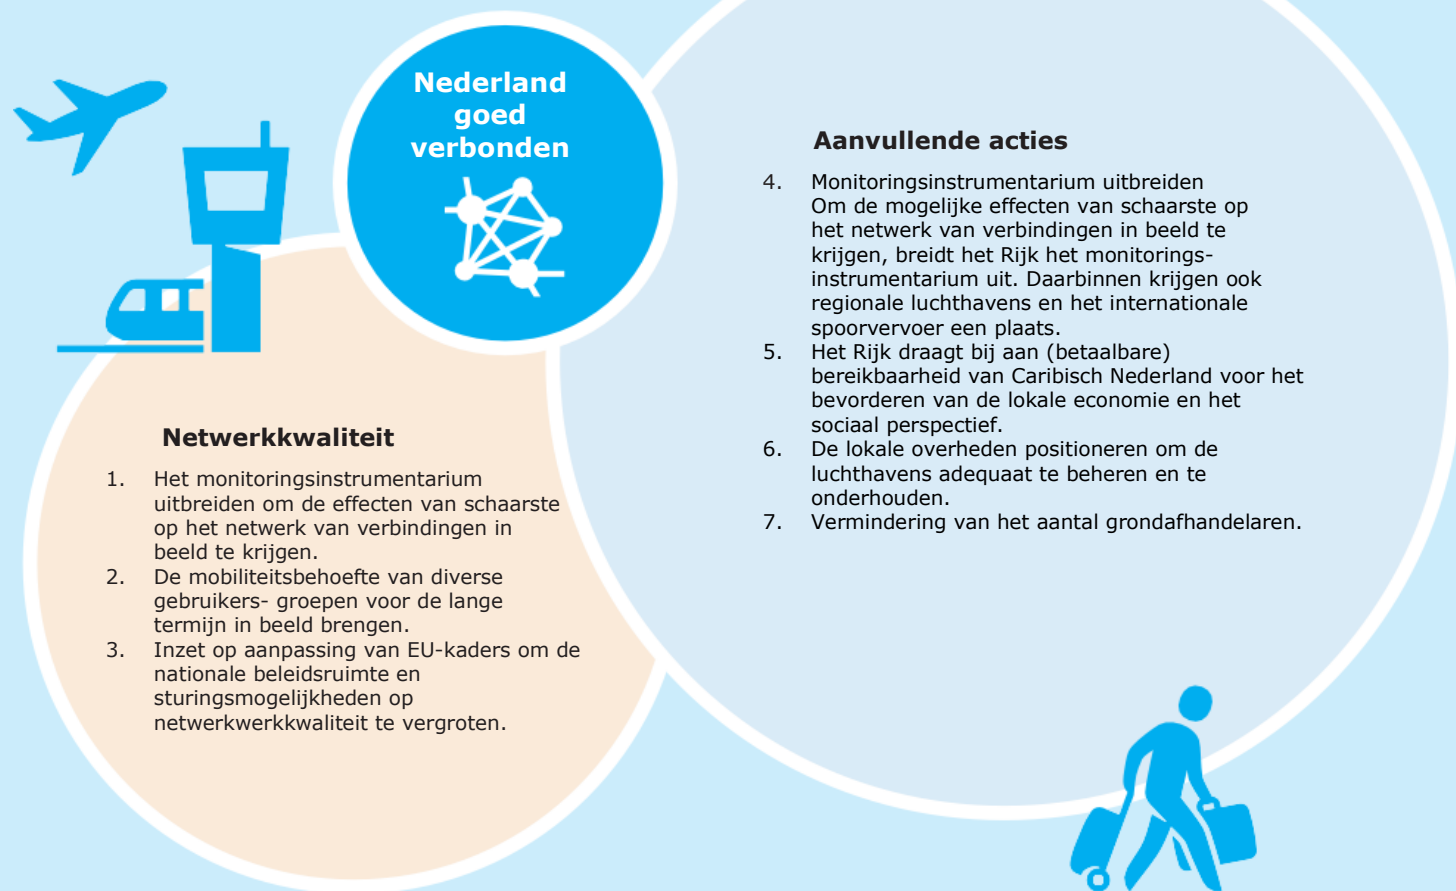 Nederland
goed
verbonden
Netwerkkwaliteit
1. Het monitoringsinstrumentarium
uitbreiden om de effecten van schaarste
op het netwerk van verbindingen in
beeld te krijgen.
2. De mobiliteitsbehoefte van diverse
gebruikers- groepen voor de lange
termijn in beeld brengen.
3. Inzet op aanpassing van EU-kaders om de
nationale beleidsruimte en
sturingsmogelijkheden op
netwerkwerkkwaliteit te vergroten.
Aanvullende acties
4. Monitoringsinstrumentarium uitbreiden
Om de mogelijke effecten van schaarste op
het netwerk van verbindingen in beeld te
krijgen, breidt het Rijk het monitorings-
instrumentarium uit. Daarbinnen krijgen ook
regionale luchthavens en het internationale
spoorvervoer een plaats.
5. Het Rijk draagt bij aan (betaalbare)
bereikbaarheid van Caribisch Nederland voor het
bevorderen van de lokale economie en het
sociaal perspectief.
6. De lokale overheden positioneren om de
luchthavens adequaat te beheren en te
onderhouden.
7. Vermindering van het aantal grondafhandelaren.